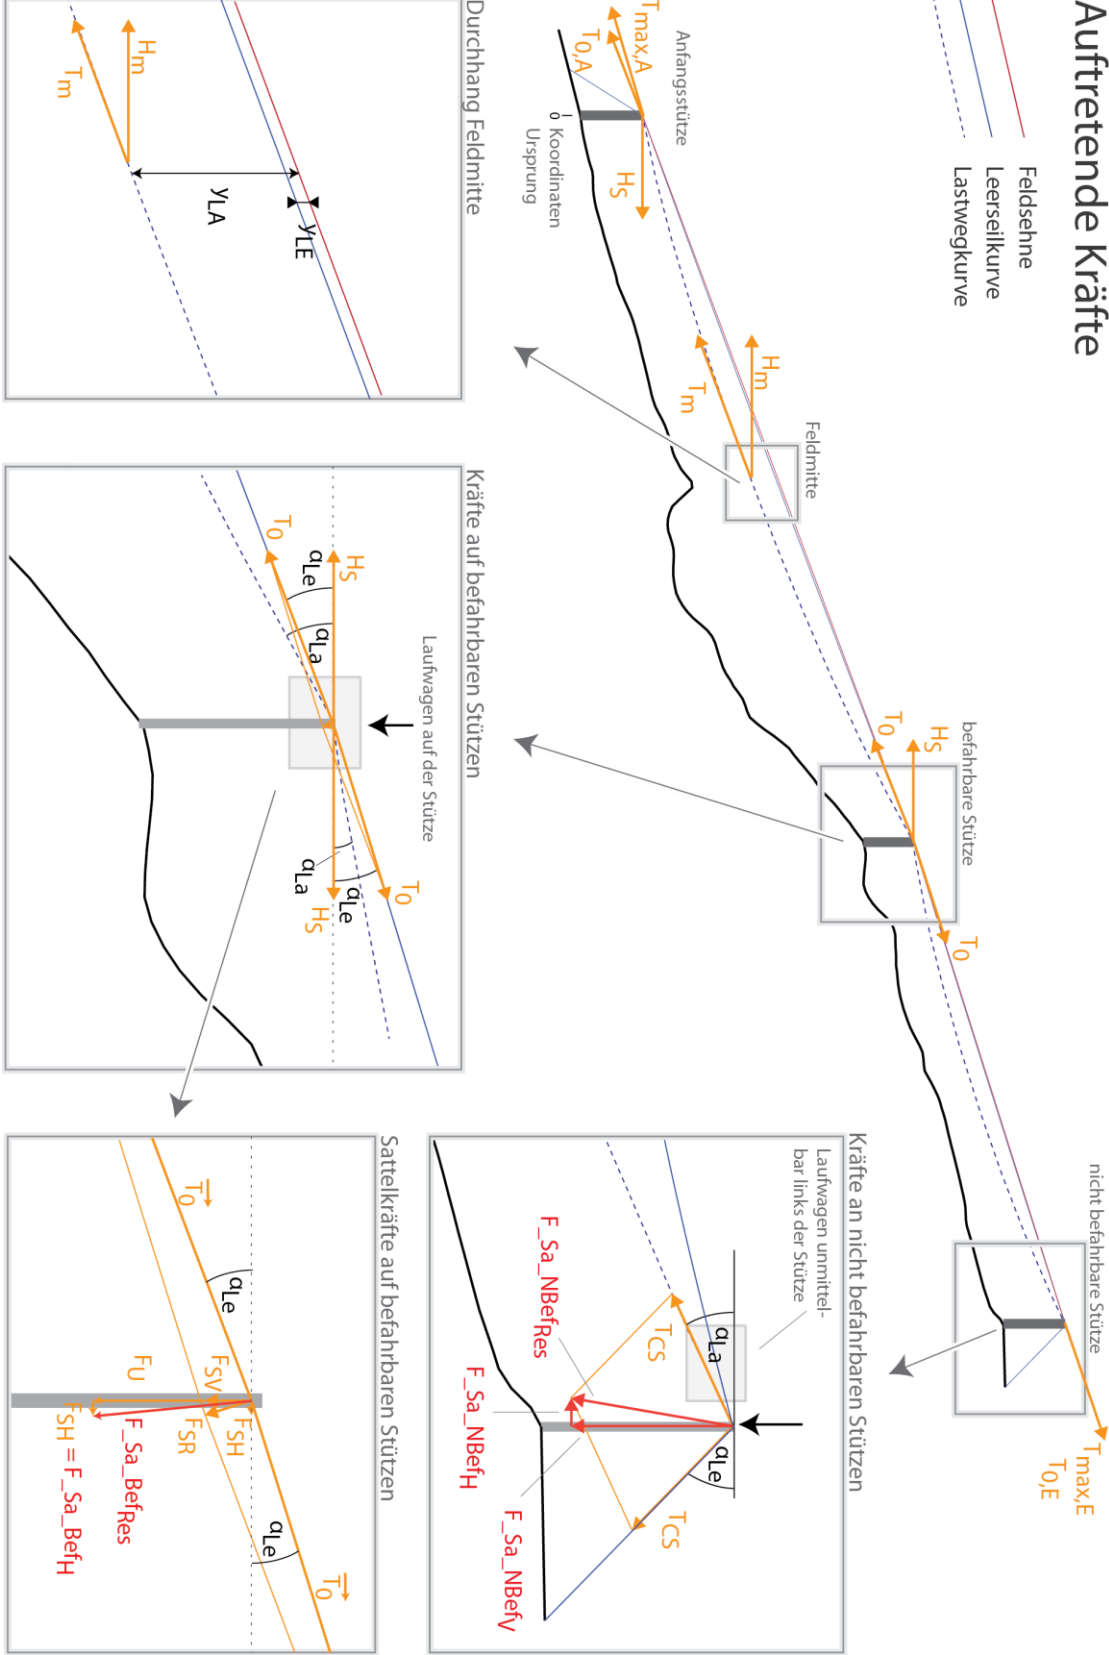 Auftretende Kräfte
Feldsehne
Leerseilkurve
Lastwegkurve
Anfangsstütze
Tmax,A
T0,A
HS
0
Koordinaten
Ursprung
Feldmitte
Hm
Tm
befahrbare Stütze
HS
T0
T0
nicht befahrbare Stütze
Tmax,E
T0,E
Durchhang Feldmitte
Hm
Tm
yLA
yLE
Kräfte auf befahrbaren Stützen
Laufwagen auf der Stütze
HS
T0
αLe
αLa
αLa
αLe
HS
T0
Kräfte an nicht befahrbaren Stützen
Laufwagen unmittel-
bar links der Stütze
αLa
αLe
TCS
TCS
F_Sa_NBefRes
F_Sa_NBefH
F_Sa_NBefV
Sattelkräfte auf befahrbaren Stützen
T0
αLe
FSV
FSH
FU
FSR
F_Sa_BefRes
FSH = F_Sa_BefH
αLe
T0